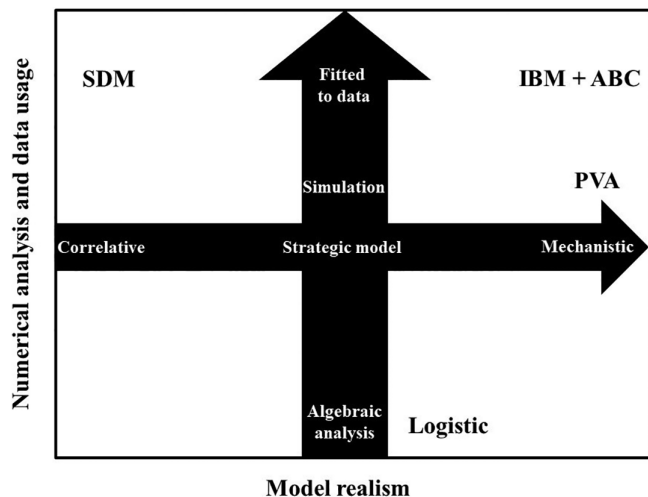 Numerical analysis and data usage
SDM
Fitted
to data
IBM + ABC
Simulation
PVA
Correlative
Strategic model
Mechanistic
Algebraic
analysis
Logistic
Model realism